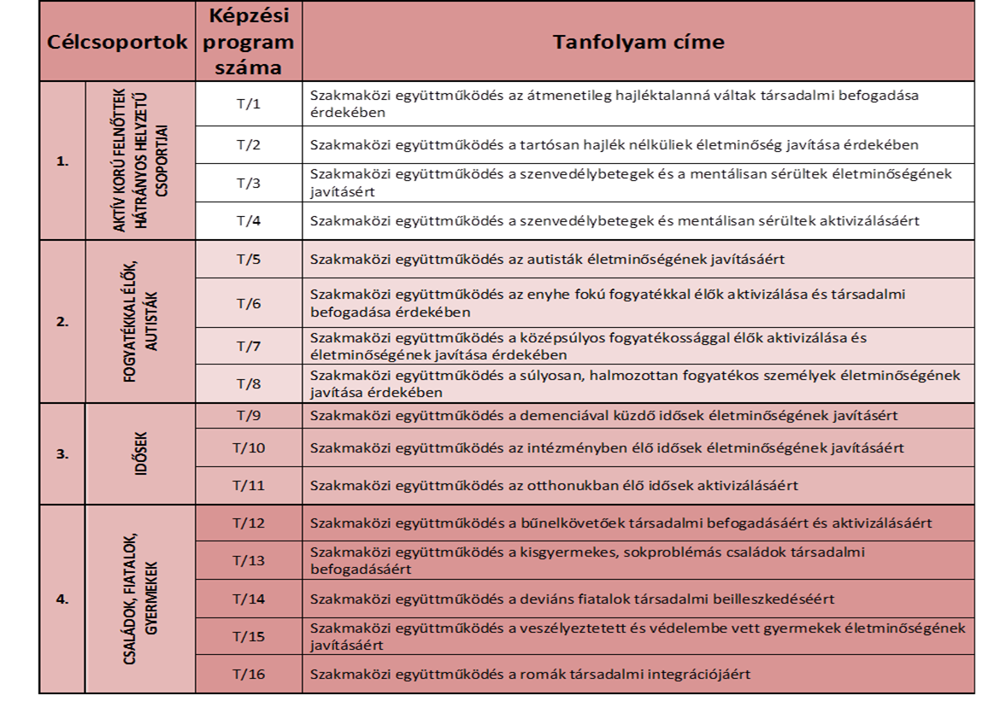 Célcsoportok
Képzési
program
száma
Tanfolyam címe
1.
AKTÍV KORÚ FELNŐTTEK
HÁTRÁNYOS HELYZETŰ
CSOPORTJAI
T/1
Szakmaközi együttműködés az átmenetileg hajléktalanná váltak társadalmi befogadása
érdekében
T/2
Szakmaközi együttműködés a tartósan hajlék nélküliek életminőség javítása érdekében
T/3
Szakmaközi együttműködés a szenvedélybetegek és a mentálisan sérültek életminőségének
javításért
T/4
Szakmaközi együttműködés a szenvedélybetegek és mentálisan sérültek aktivizálásáért
2.
FOGYATÉKKAL ÉLŐK,
AUTISTÁK
T/5
Szakmaközi együttműködés az autisták életminőségének javításáért
T/6
Szakmaközi együttműködés az enyhe fokú fogyatékkal élők aktivizálása és társadalmi
befogadása érdekében
T/7
Szakmaközi együttműködés a középsúlyos fogyatékossággal élők aktivizálása és
életminőségének javítása érdekében
T/8
Szakmaközi együttműködés a súlyosan, halmozottan fogyatékos személyek életminőségének
javítása érdekében
3.
IDŐSEK
T/9
Szakmaközi együttműködés a demenciával küzdő idősek életminőségének javításért
T/10
Szakmaközi együttműködés az intézményben élő idősek életminőségének javításáért
T/11
Szakmaközi együttműködés az otthonukban élő idősek aktivizálásáért
4.
CSALÁDOK, FIATALOK,
GYERMEKEK
T/12
Szakmaközi együttműködés a bűnelkövetőek társadalmi befogadásáért és aktivizálásáért
T/13
Szakmaközi együttműködés a kisgyermekes, sokproblémás családok társadalmi
befogadásáért
T/14
Szakmaközi együttműködés a deviáns fiatalok társadalmi beilleszkedéséért
T/15
Szakmaközi együttműködés a veszélyeztetett és védelembe vett gyermekek életminőségének
javításáért
T/16
Szakmaközi együttműködés a romák társadalmi integrációjáért